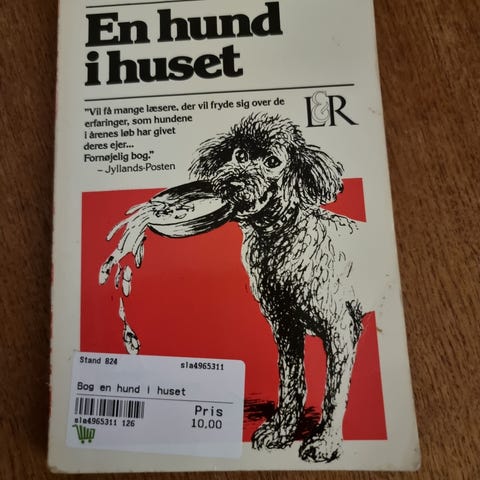 En hund
i huset
"Vil få mange læsere, der vil fryde sig over de
erfaringer, som hundene
i årenes løb har givet
deres ejer...
Fornøjelig bog."
– Jyllands-Posten
L&R
Stand 824
sla4965311
Bog en hund i huset
Pris
10,00
sla4965311 126